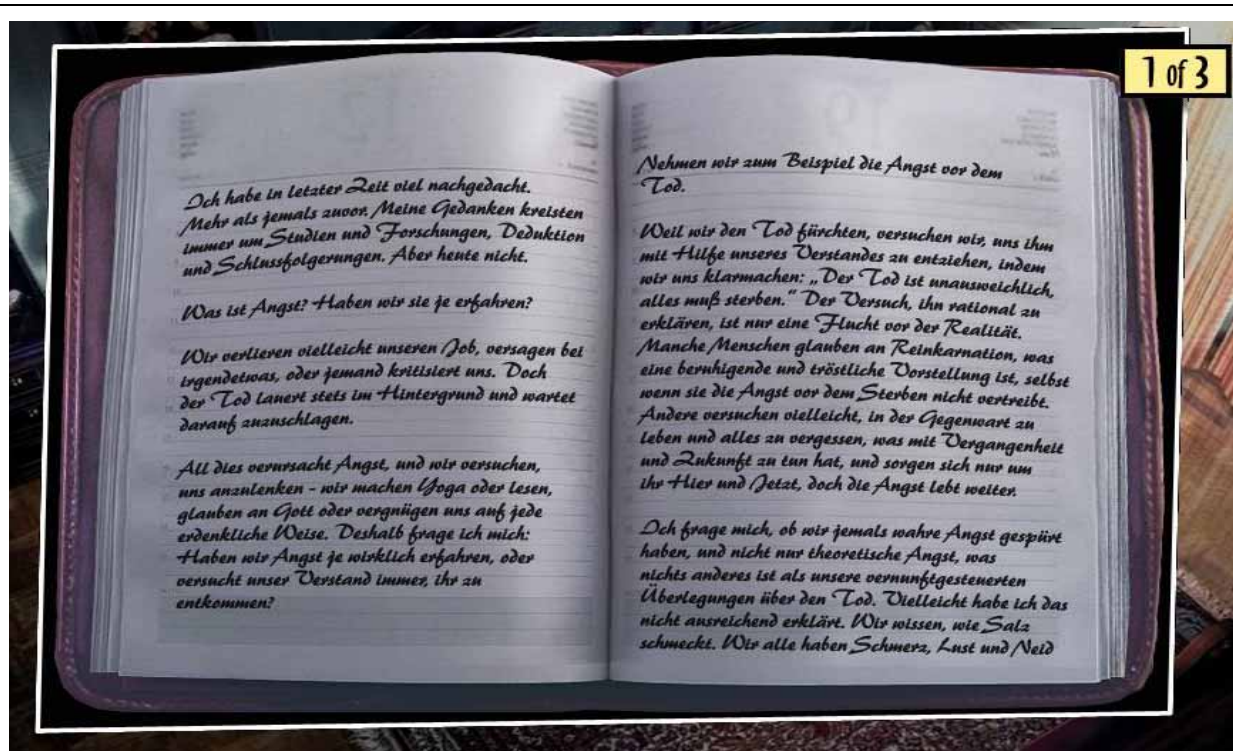 1 of 3
Ich habe in letzter Zeit viel nachgedacht.
Mehr als jemals zuvor. Meine Gedanken kreisten
immer um Studien und Forschungen, Deduktion
und Schlussfolgerungen. Aber heute nicht.
Was ist Angst? Haben wir sie je erfahren?
Wir verlieren vielleicht unseren Job, versagen bei
irgendetwas, oder jemand kritisiert uns. Doch
der Tod lauert stets im Hintergrund und wartet
darauf zuzuschlagen.
All dies verursacht Angst, und wir versuchen,
uns anzulenken - wir machen Yoga oder lesen,
glauben an Gott oder vergnügen uns auf jede
erdenkliche Weise. Deshalb frage ich mich:
Haben wir Angst je wirklich erfahren, oder
versucht unser Verstand immer, ihr zu
entkommen?
Nehmen wir zum Beispiel die Angst vor dem
Tod.
Weil wir den Tod fürchten, versuchen wir, uns ihm
mit Hilfe unseres Verstandes zu entziehen, indem
wir uns klarmachen: „Der Tod ist unausweichlich,
alles muß sterben.“ Der Versuch, ihn rational zu
erklären, ist nur eine Flucht vor der Realität.
Manche Menschen glauben an Reinkarnation, was
eine beruhigende und tröstliche Vorstellung ist, selbst
wenn sie die Angst vor dem Sterben nicht vertreibt.
Andere versuchen vielleicht, in der Gegenwart zu
leben und alles zu vergessen, was mit Vergangenheit
und Zukunft zu tun hat, und sorgen sich nur um
ihr Hier und Jetzt, doch die Angst lebt weiter.
Ich frage mich, ob wir jemals wahre Angst gespürt
haben, und nicht nur theoretische Angst, was
nichts anderes ist als unsere vernunftgesteuerten
Überlegungen über den Tod. Vielleicht habe ich das
nicht ausreichend erklärt. Wir wissen, wie Salz
schmeckt. Wir alle haben Schmerz, Lust und Neid